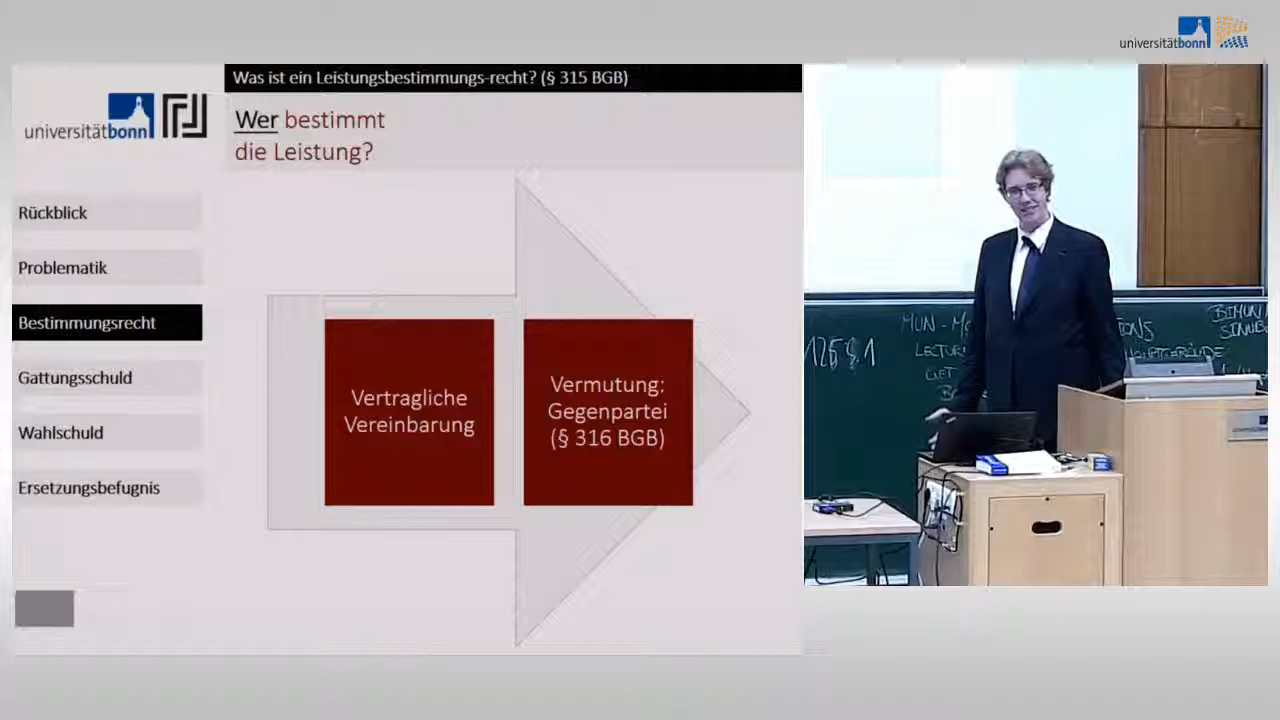 universitätbonn
Was ist ein Leistungsbestimmungs-recht? (§ 315 BGB)
universitätbonn
Wer bestimmt
die Leistung?
Rückblick
Problematik
Bestimmungsrecht
Gattungsschuld
Wahlschuld
Ersetzungsbefugnis
Vertragliche
Vereinbarung
Vermutung:
Gegenpartei
(§ 316 BGB)
MUN -